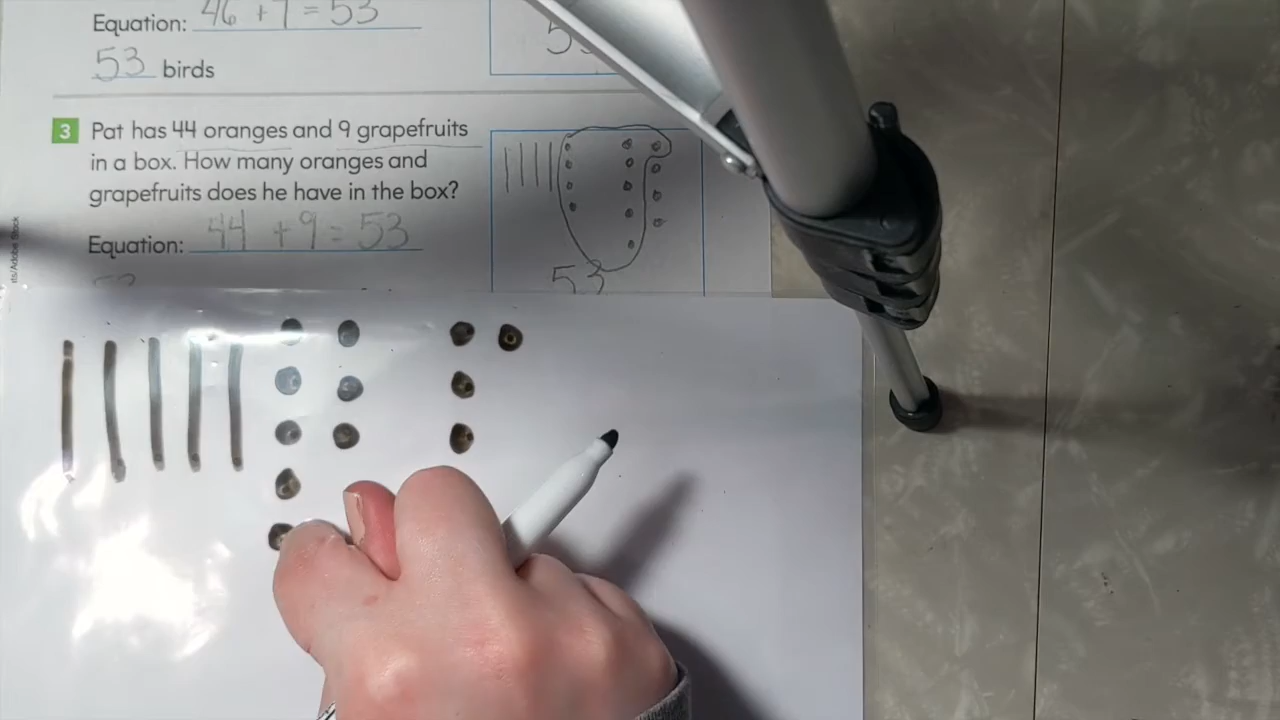 Equation: 46 + 7 = 53
53 birds
3 Pat has 44 oranges and 9 grapefruits
in a box. How many oranges and
grapefruits does he have in the box?
Equation: 44 + 9 = 53
53